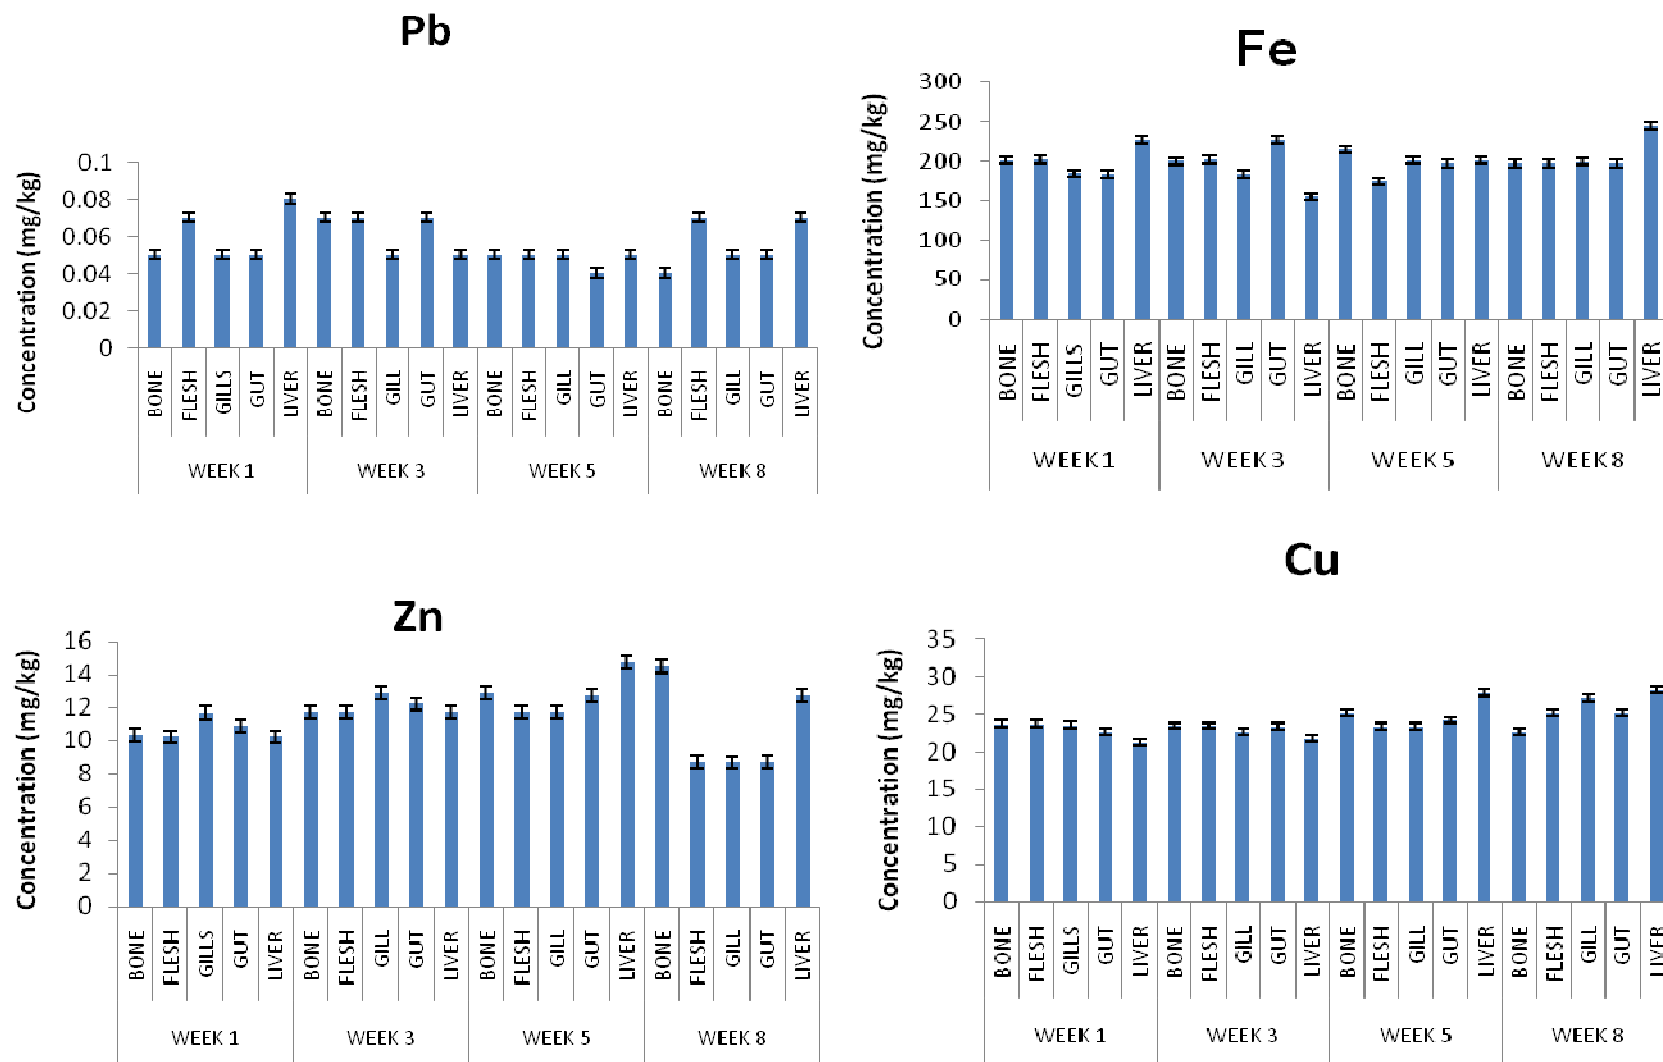 Pb
Concentration (mg/kg)
0.1
0.08
0.06
0.04
0.02
0
BONE FLESH GILLS GUT LIVER BONE FLESH GILL GUT LIVER BONE FLESH GILL GUT LIVER BONE FLESH GILL GUT LIVER
WEEK 1 WEEK 3 WEEK 5 WEEK 8
Fe
Concentration (mg/kg)
300
250
200
150
100
50
0
BONE FLESH GILLS GUT LIVER BONE FLESH GILL GUT LIVER BONE FLESH GILL GUT LIVER BONE FLESH GILL GUT LIVER
WEEK 1 WEEK 3 WEEK 5 WEEK 8
Zn
Concentration (mg/kg)
16
14
12
10
8
6
4
2
0
BONE FLESH GILLS GUT LIVER BONE FLESH GILL GUT LIVER BONE FLESH GILL GUT LIVER BONE FLESH GILL GUT LIVER
WEEK 1 WEEK 3 WEEK 5 WEEK 8
Cu
Concentration (mg/kg)
35
30
25
20
15
10
5
0
BONE FLESH GILLS GUT LIVER BONE FLESH GILL GUT LIVER BONE FLESH GILL GUT LIVER BONE FLESH GILL GUT LIVER
WEEK 1 WEEK 3 WEEK 5 WEEK 8